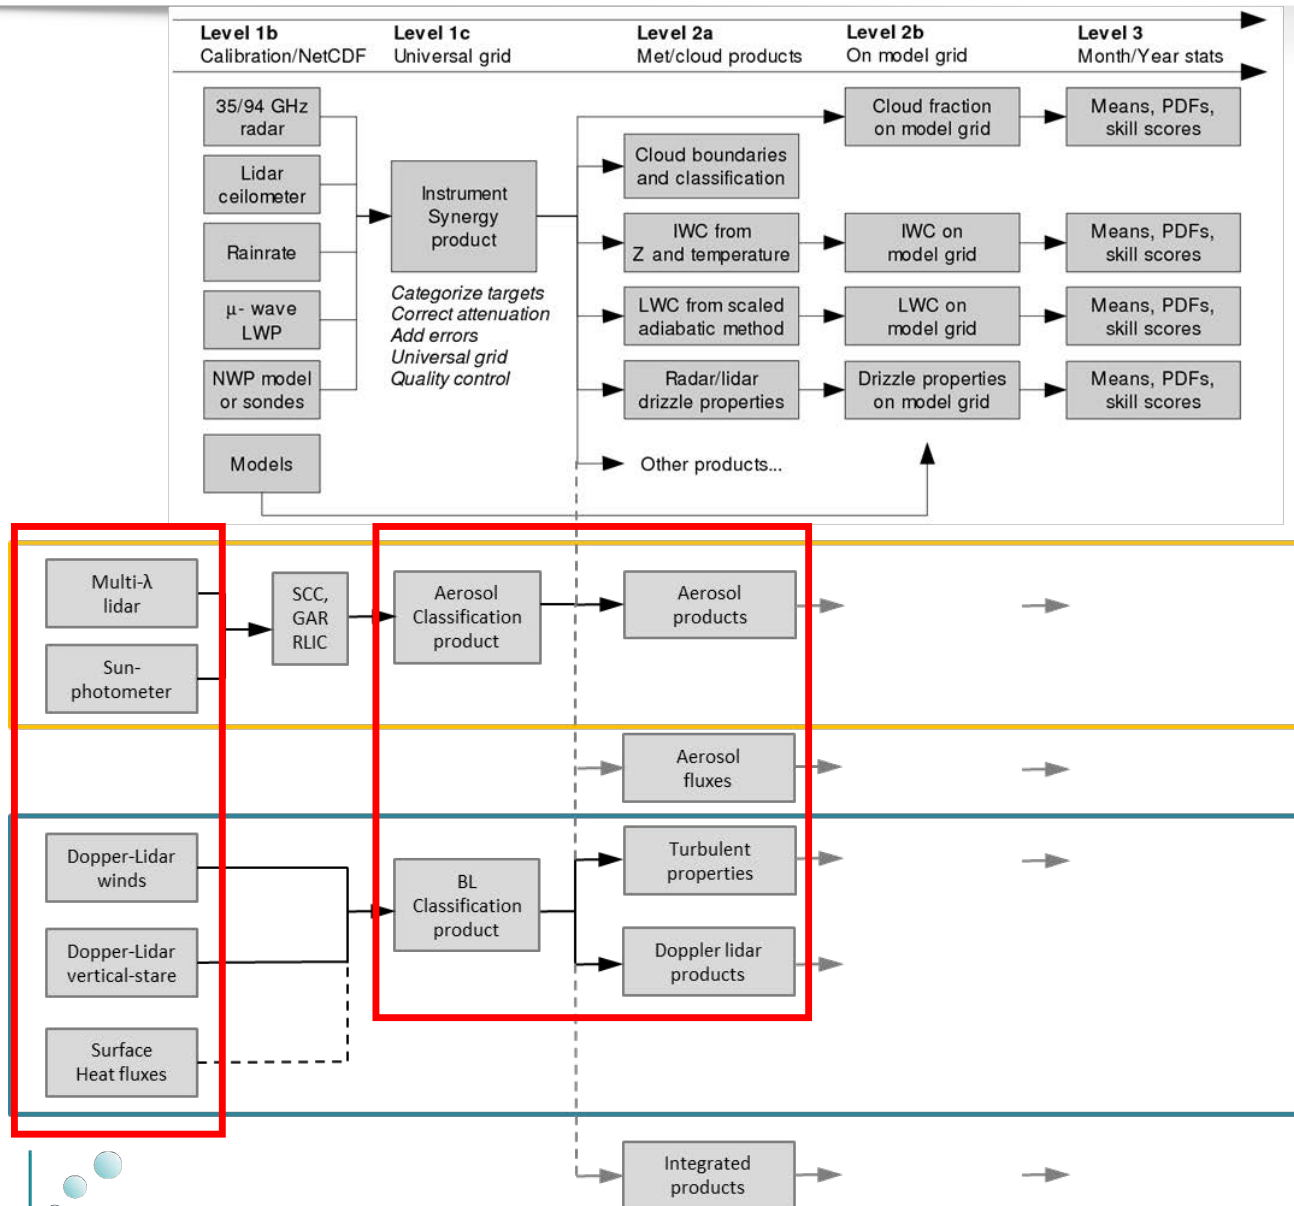 Level 1b
Calibration/NetCDF
Level 1c
Universal grid
Level 2a
Met/cloud products
Level 2b
On model grid
Level 3
Month/Year stats
35/94 GHz
radar
Lidar
ceilometer
Rainrate
μ- wave
LWP
NWP model
or sondes
Models
Instrument
Synergy
product
Categorize targets
Correct attenuation
Add errors
Universal grid
Quality control
Cloud boundaries
and classification
IWC from
Z and temperature
LWC from scaled
adiabatic method
Radar/lidar
drizzle properties
Other products...
Cloud fraction
on model grid
IWC on
model grid
LWC on
model grid
Drizzle properties
on model grid
Means, PDFs,
skill scores
Means, PDFs,
skill scores
Means, PDFs,
skill scores
Means, PDFs,
skill scores
Multi-λ
lidar
Sun-
photometer
SCC,
GAR
RLIC
Aerosol
Classification
product
Aerosol
products
Aerosol
fluxes
Dopper-Lidar
winds
Dopper-Lidar
vertical-stare
Surface
Heat fluxes
BL
Classification
product
Turbulent
properties
Doppler lidar
products
Integrated
products